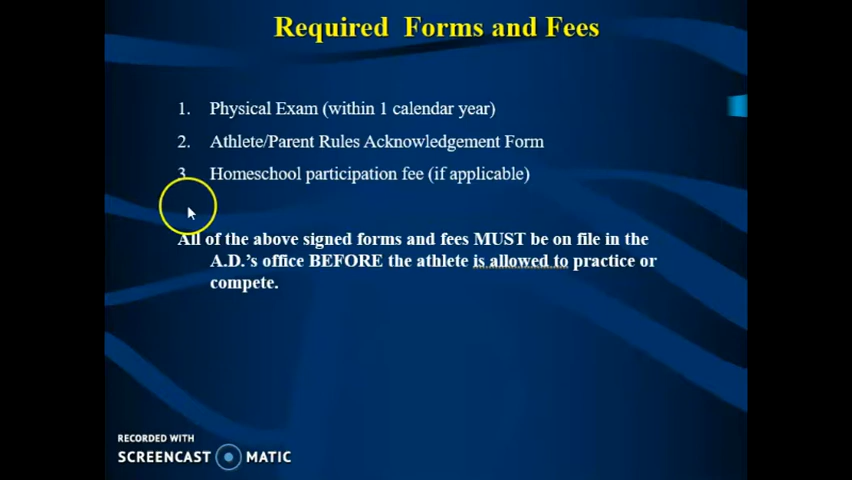 Required Forms and Fees
1. Physical Exam (within 1 calendar year)
2. Athlete/Parent Rules Acknowledgement Form
3. Homeschool participation fee (if applicable)
All of the above signed forms and fees MUST be on file in the
A.D.'s office BEFORE the athlete is allowed to practice or
compete.
RECORDED WITH
SCREENCAST MATIC